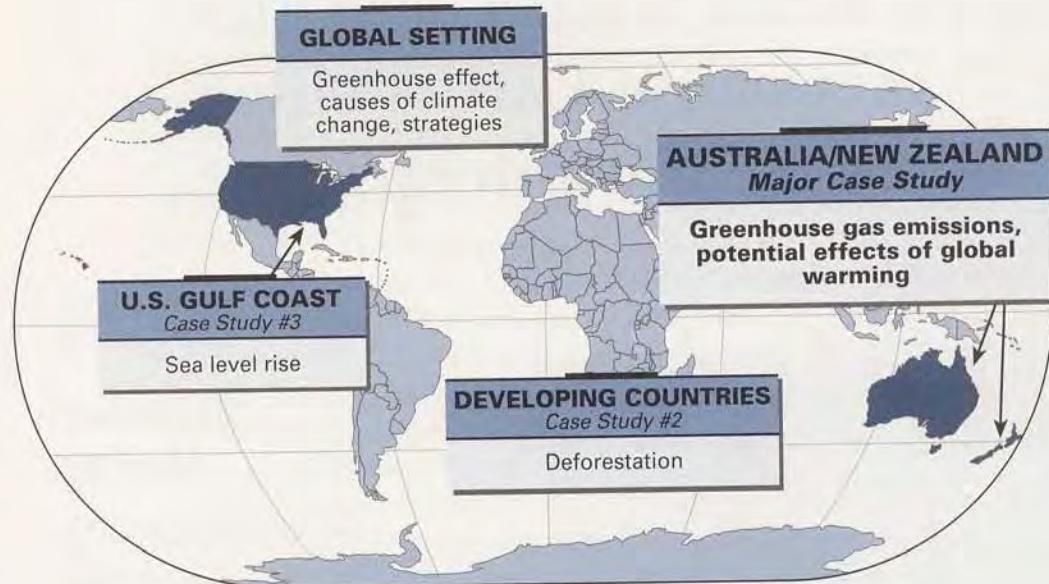 GLOBAL SETTING
Greenhouse effect,
causes of climate
change, strategies
AUSTRALIA/NEW ZEALAND
Major Case Study
Greenhouse gas emissions,
potential effects of global
warming
U.S. GULF COAST
Case Study #3
Sea level rise
DEVELOPING COUNTRIES
Case Study #2
Deforestation